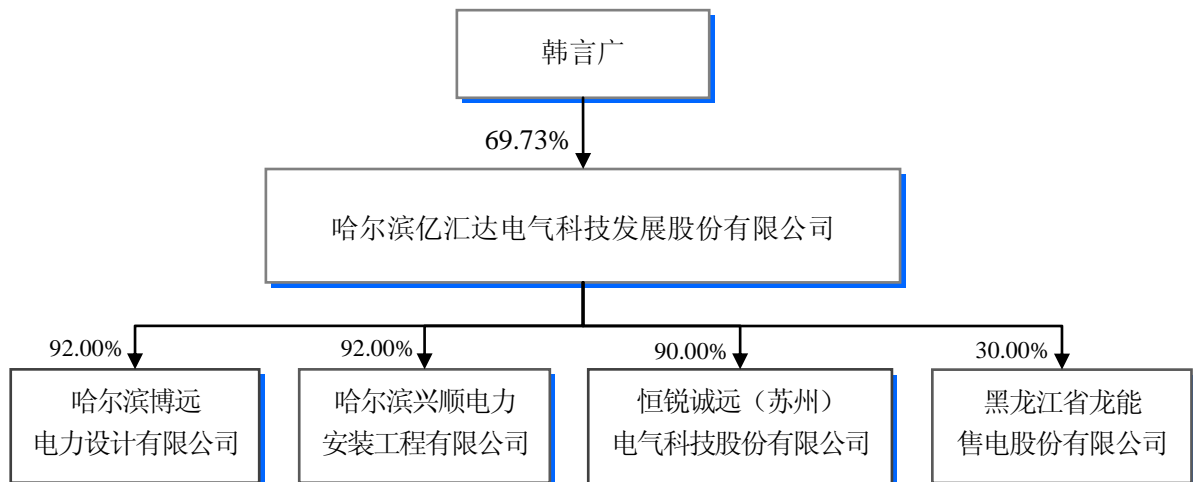 韩言广
69.73%
哈尔滨亿汇达电气科技发展股份有限公司
92.00%
92.00%
90.00%
30.00%
哈尔滨博远
电力设计有限公司
哈尔滨兴顺电力
安装工程有限公司
恒锐诚远（苏州）
电气科技股份有限公司
黑龙江省龙能
售电股份有限公司